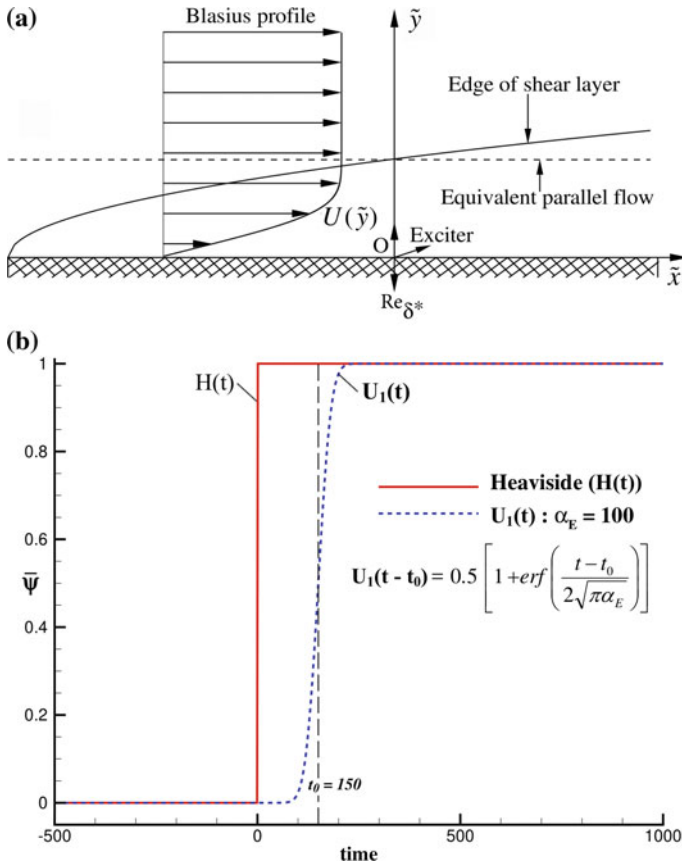 (a)
Blasius profile
ỹ
Edge of shear layer
Equivalent parallel flow
U(ỹ)
O
Exciter
x̃
Re_δ*
(b)
1
H(t)
U₁(t)
0.8
Heaviside (H(t))
U₁(t) : α_E = 100
0.6
ψ̄
U₁(t - t₀) = 0.5 [1+erf((t − t₀)/(2√(πα_E)))]
0.4
0.2
t₀ = 150
0
-500
0
500
1000
time